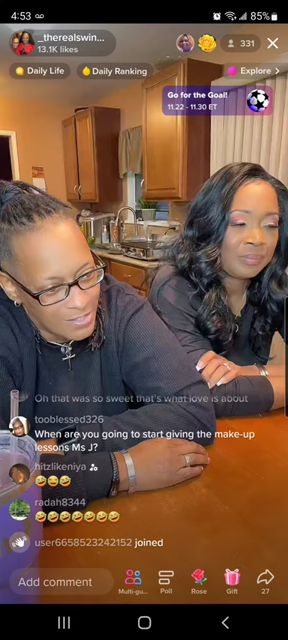 4:53
85%
_therealswin...
13.1K likes
331
Daily Life
Daily Ranking
Explore >
Go for the Goal!
11.22 - 11.30 ET
Oh that was so sweet that's what love is about
tooblessed326
When are you going to start giving the make-up
lessons Ms J?
hitzlikeniya
🤣😂🤣
radah8344
🤣🤣🤣🤣🤣🤣🤣
user6658523242152 joined
Add comment
Multi-gu...
Poll
Rose
Gift
27